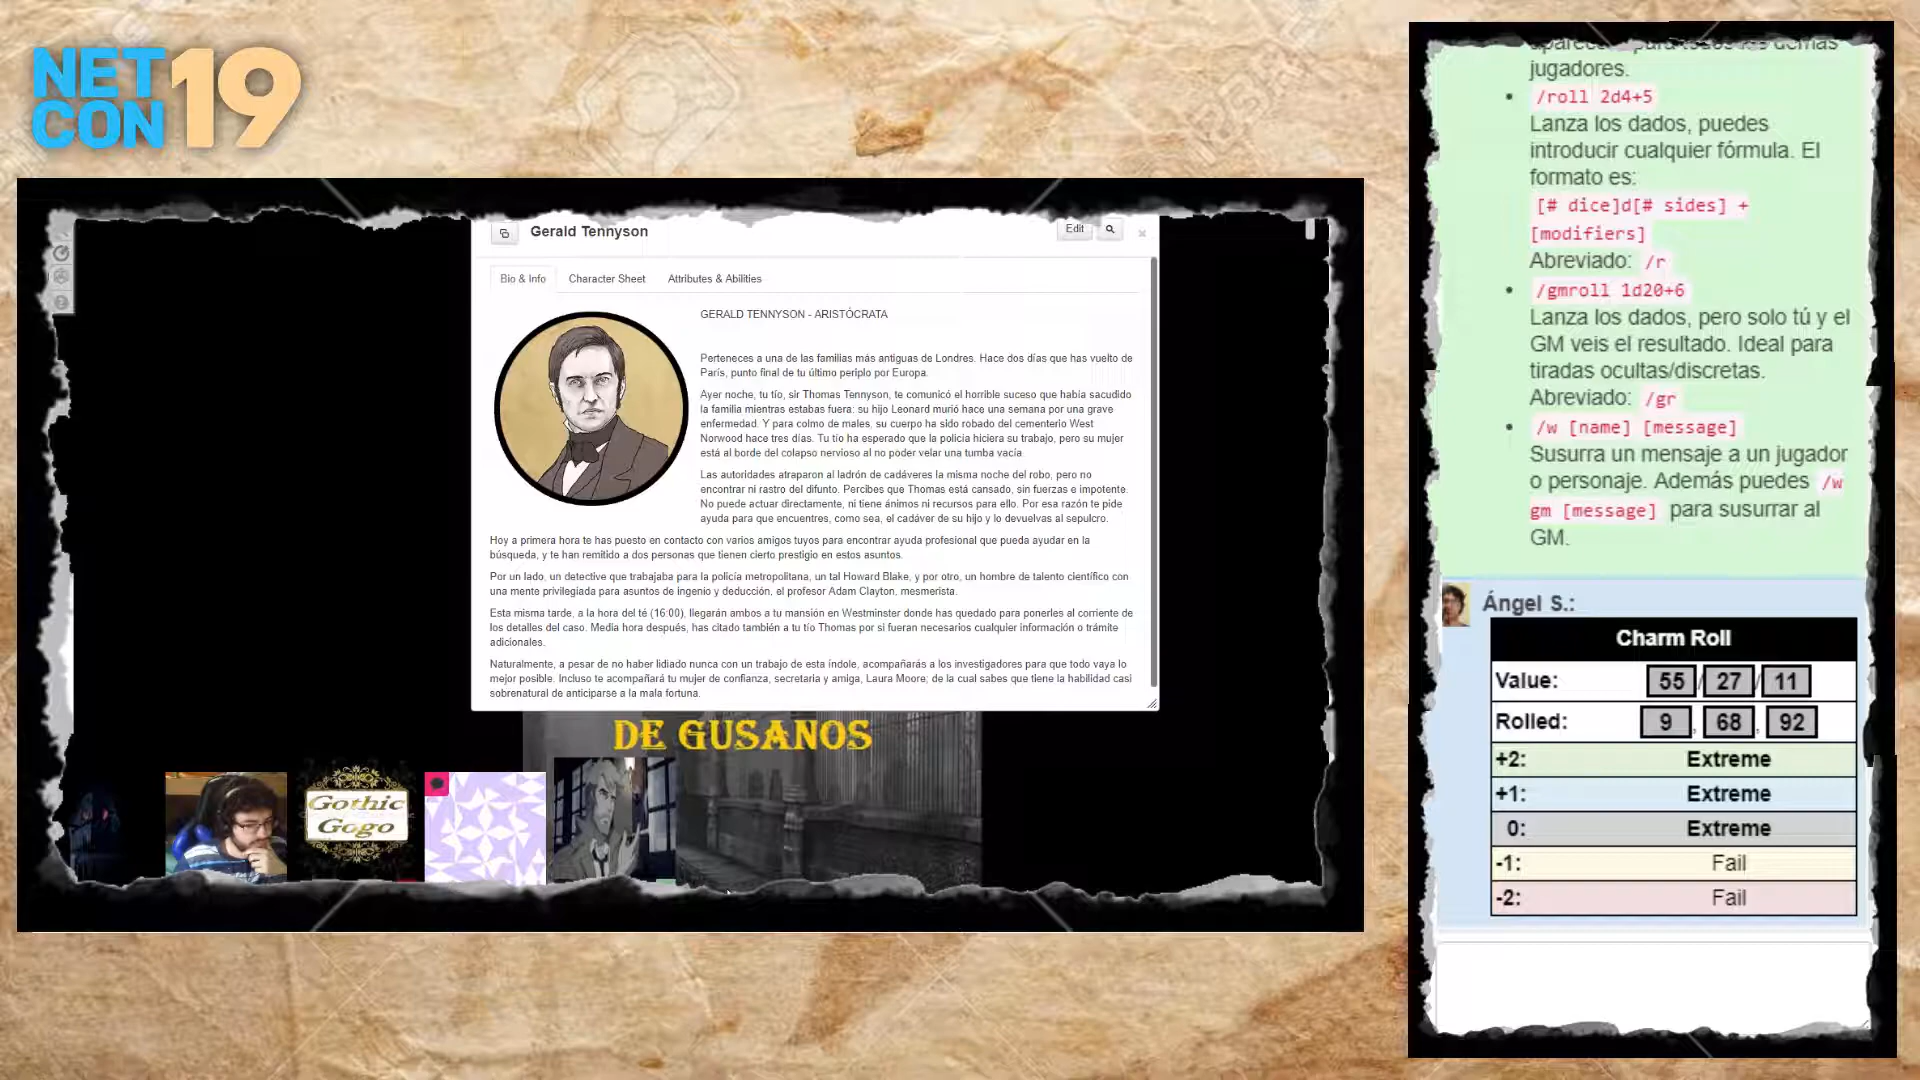 NET
CON
19
Gerald Tennyson
Edit
Bio & Info
Character Sheet
Attributes & Abilities
GERALD TENNYSON - ARISTÓCRATA
Perteneces a una de las familias más antiguas de Londres. Hace dos días que has vuelto de
París, punto final de tu último periplo por Europa.
Ayer noche, tu tío, sir Thomas Tennyson, te comunicó el horrible suceso que había sacudido
la familia mientras estabas fuera: su hijo Leonard murió hace una semana por una grave
enfermedad. Y para colmo de males, su cuerpo ha sido robado del cementerio West
Norwood hace tres días. Tu tío ha esperado que la policía hiciera su trabajo, pero su mujer
está al borde del colapso nervioso al no poder velar una tumba vacía.
Las autoridades atraparon al ladrón de cadáveres la misma noche del robo, pero no
encontrar ni rastro del difunto. Percibes que Thomas está cansado, sin fuerzas e impotente.
No puede actuar directamente, ni tiene ánimos ni recursos para ello. Por esa razón te pide
ayuda para que encuentres, como sea, el cadáver de su hijo y lo devuelvas al sepulcro.
Hoy a primera hora te has puesto en contacto con varios amigos tuyos para encontrar ayuda profesional que pueda ayudar en la
búsqueda, y te han remitido a dos personas que tienen cierto prestigio en estos asuntos.
Por un lado, un detective que trabajaba para la policía metropolitana, un tal Howard Blake, y por otro, un hombre de talento científico con
una mente privilegiada para asuntos de ingenio y deducción, el profesor Adam Clayton, mesmerista.
Esta misma tarde, a la hora del té (16:00), llegarán ambos a tu mansión en Westminster donde has quedado para ponerles al corriente de
los detalles del caso. Media hora después, has citado también a tu tío Thomas por si fueran necesarios cualquier información o trámite
adicionales.
Naturalmente, a pesar de no haber lidiado nunca con un trabajo de esta índole, acompañarás a los investigadores para que todo vaya lo
mejor posible. Incluso te acompañará tu mujer de confianza, secretaria y amiga, Laura Moore; de la cual sabes que tiene la habilidad casi
sobrenatural de anticiparse a la mala fortuna.
DE GUSANOS
Gothic
Gogo
demás
jugadores.
/roll 2d4+5
Lanza los dados, puedes
introducir cualquier fórmula. El
formato es:
[# dice]d[# sides] +
[modifiers]
Abreviado: /r
/gmroll 1d20+6
Lanza los dados, pero solo tú y el
GM veis el resultado. Ideal para
tiradas ocultas/discretas.
Abreviado: /gr
/w [name] [message]
Susurra un mensaje a un jugador
o personaje. Además puedes /w
gm [message] para susurrar al
GM.
Ángel S.:
Charm Roll
Value: 55 / 27 / 11
Rolled: 9, 68, 92
+2: Extreme
+1: Extreme
0: Extreme
-1: Fail
-2: Fail